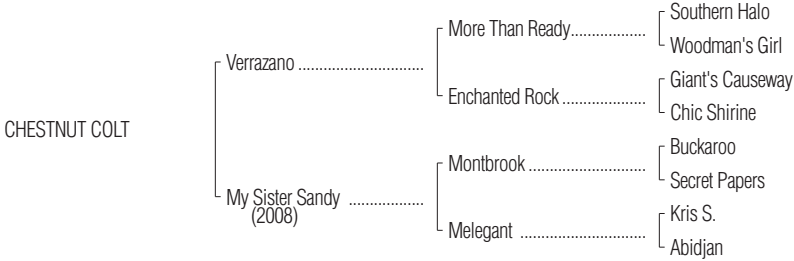 Southern Halo
More Than Ready..................
Woodman's Girl
Verrazano ..............................
Giant's Causeway
Enchanted Rock ....................
Chic Shirine
CHESTNUT COLT
Buckaroo
Montbrook ............................
Secret Papers
My Sister Sandy ..................
(2008)
Kris S.
Melegant ..............................
Abidjan